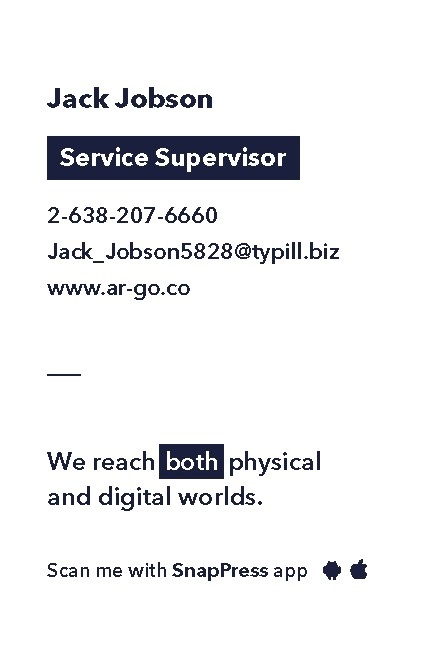 Jack Jobson
Service Supervisor
2-638-207-6660
Jack_Jobson5828@typill.biz
www.ar-go.co
We reach both physical
and digital worlds.
Scan me with SnapPress app